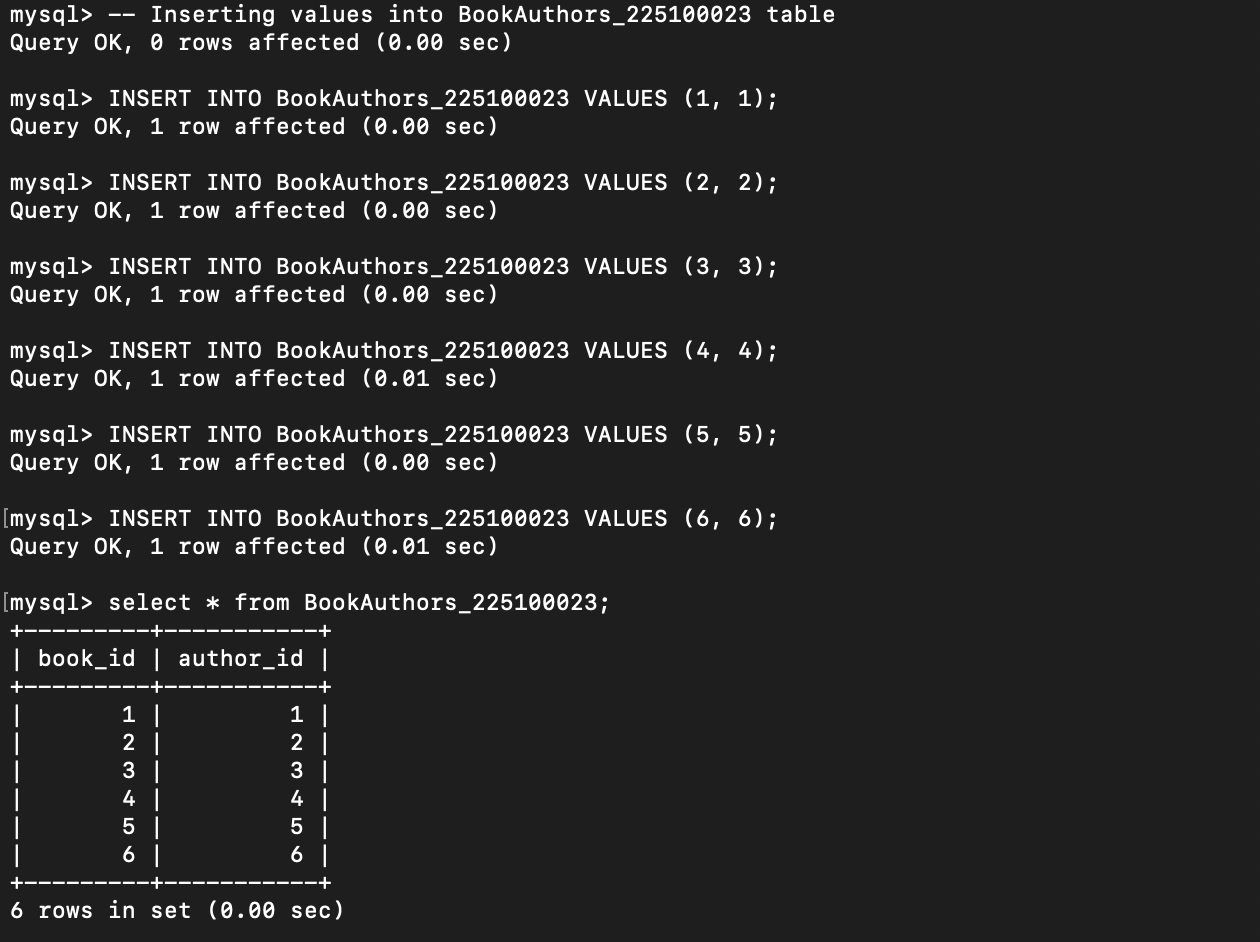 mysql> -- Inserting values into BookAuthors_225100023 table
Query OK, 0 rows affected (0.00 sec)
mysql> INSERT INTO BookAuthors_225100023 VALUES (1, 1);
Query OK, 1 row affected (0.00 sec)
mysql> INSERT INTO BookAuthors_225100023 VALUES (2, 2);
Query OK, 1 row affected (0.00 sec)
mysql> INSERT INTO BookAuthors_225100023 VALUES (3, 3);
Query OK, 1 row affected (0.00 sec)
mysql> INSERT INTO BookAuthors_225100023 VALUES (4, 4);
Query OK, 1 row affected (0.01 sec)
mysql> INSERT INTO BookAuthors_225100023 VALUES (5, 5);
Query OK, 1 row affected (0.00 sec)
[mysql> INSERT INTO BookAuthors_225100023 VALUES (6, 6);
Query OK, 1 row affected (0.01 sec)
[mysql> select * from BookAuthors_225100023;
+---------+-----------+
| book_id | author_id |
+---------+-----------+
|       1 |         1 |
|       2 |         2 |
|       3 |         3 |
|       4 |         4 |
|       5 |         5 |
|       6 |         6 |
+---------+-----------+
6 rows in set (0.00 sec)